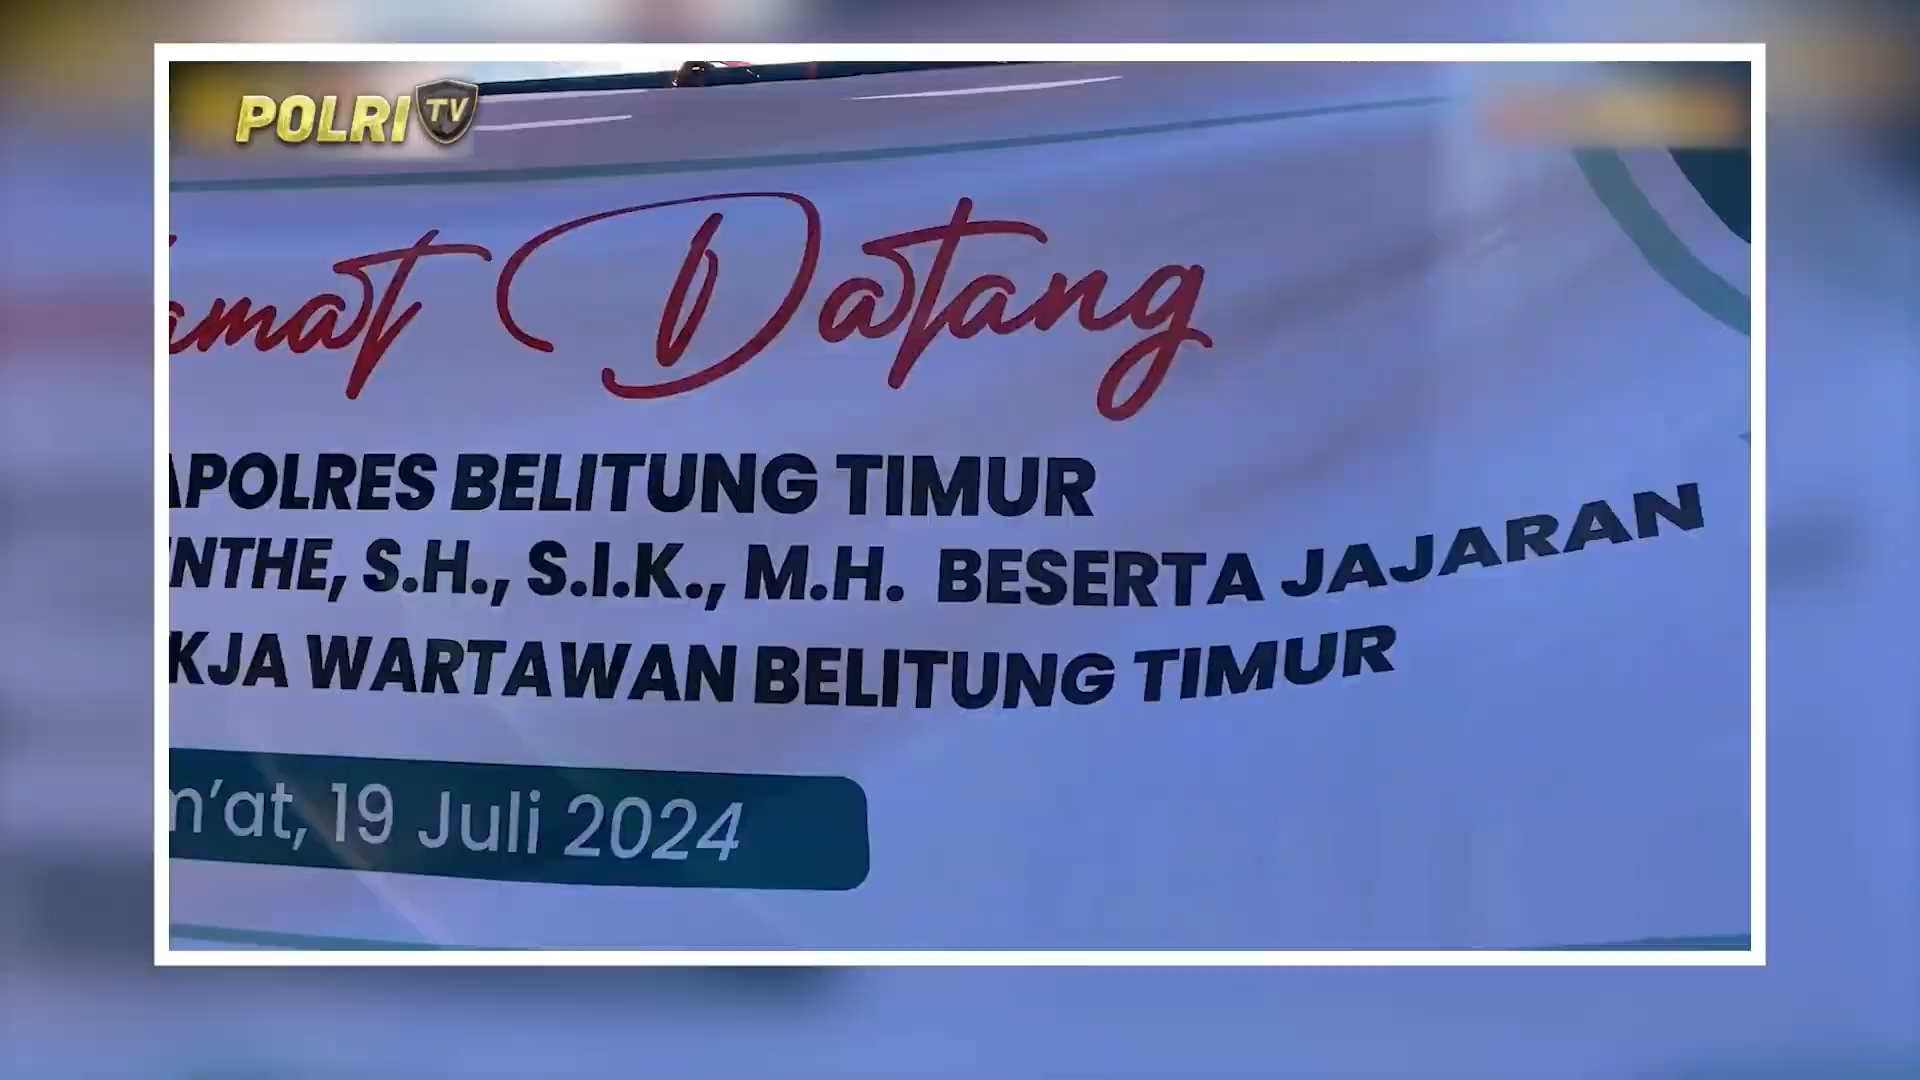 POLRI TV
amat Datang
APOLRES BELITUNG TIMUR
NTHE, S.H., S.I.K., M.H. BESERTA JAJARAN
KJA WARTAWAN BELITUNG TIMUR
m'at, 19 Juli 2024